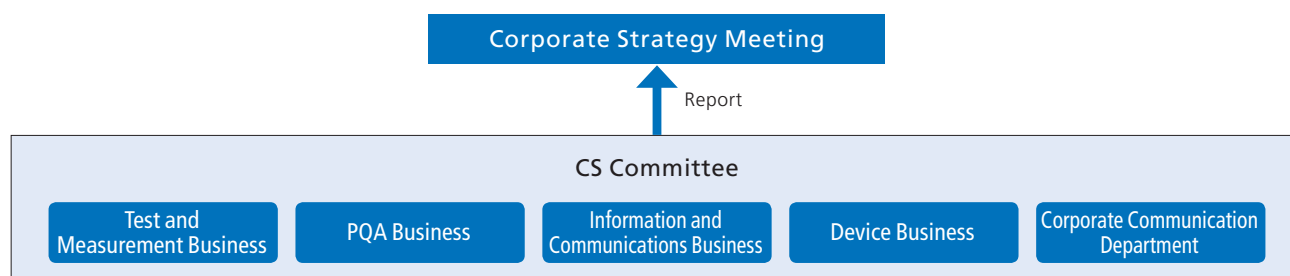 Corporate Strategy Meeting
Report
CS Committee
Test and
Measurement Business
PQA Business
Information and
Communications Business
Device Business
Corporate Communication
Department